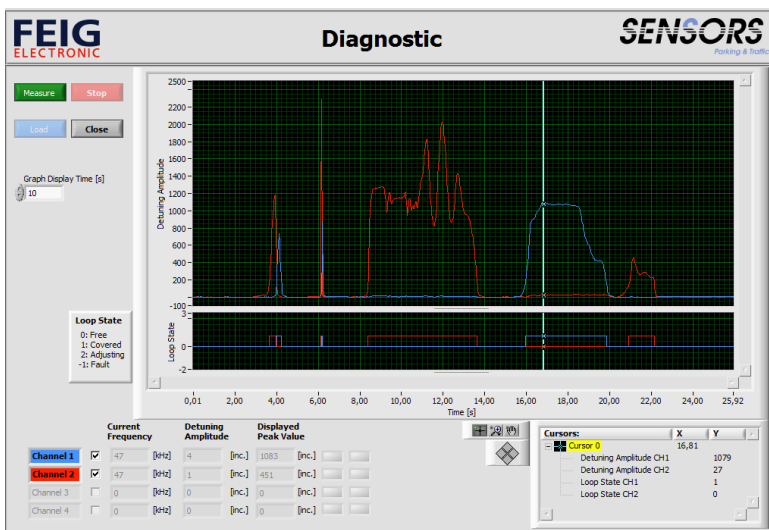 FEIG
ELECTRONIC
Diagnostic
SENSORS
Parking & Traffic
Measure
Stop
Load
Close
Graph Display Time [s]
10
Detuning Amplitude
2500
2200
2000
1800
1600
1400
1200
1000
800
600
400
200
-100
Loop State
3
0
-2
Loop State
0: Free
1: Covered
2: Adjusting
-1: Fault
0,01 2,00 4,00 6,00 8,00 10,00 12,00 14,00 16,00 18,00 20,00 22,00 24,00 25,92
Time [s]
Current Frequency
Detuning Amplitude
Displayed Peak Value
Channel 1 47 [kHz] 4 [inc.] 1083 [inc.]
Channel 2 47 [kHz] 1 [inc.] 451 [inc.]
Channel 3 0 [kHz] 0 [inc.] 0 [inc.]
Channel 4 0 [kHz] 0 [inc.] 0 [inc.]
Cursors: X Y
Cursor 0 16,81
Detuning Amplitude CH1 1079
Detuning Amplitude CH2 27
Loop State CH1 1
Loop State CH2 0